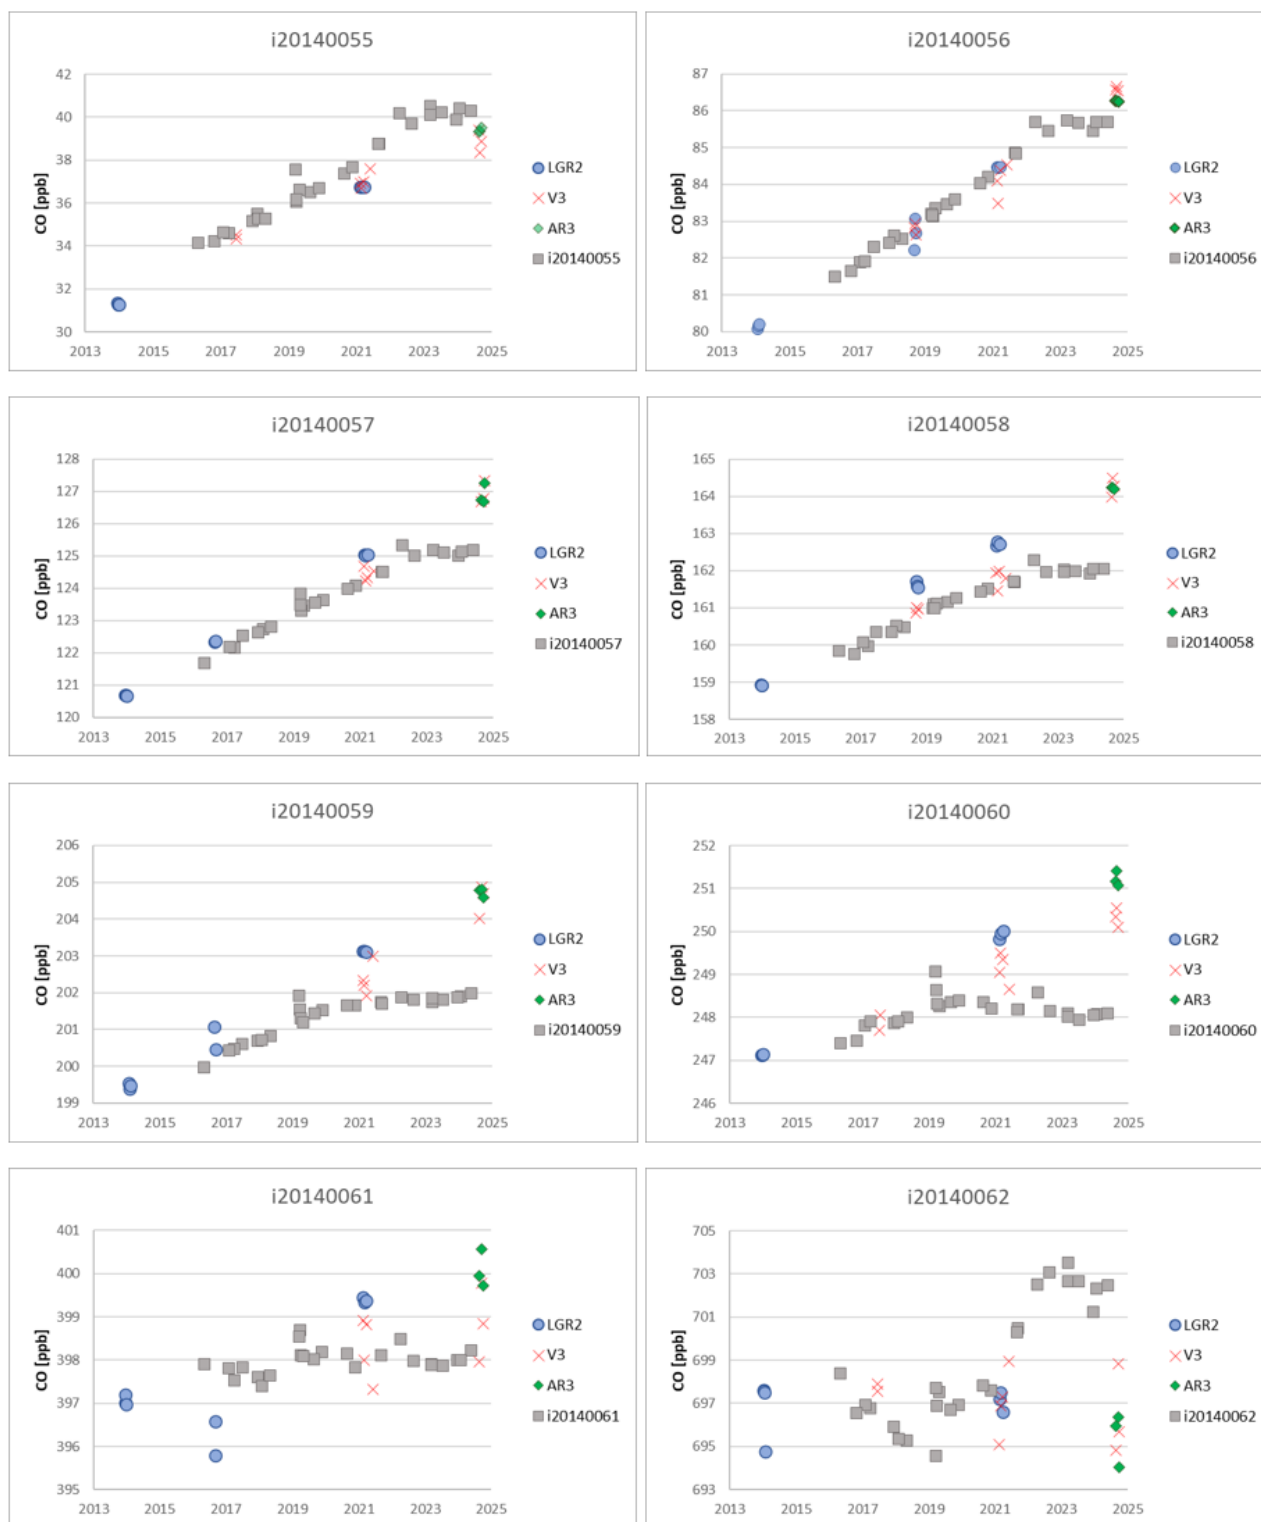 i20140055
CO [ppb]
42
40
38
36
34
32
30
2013 2015 2017 2019 2021 2023 2025
LGR2
V3
AR3
i20140055
i20140056
CO [ppb]
87
86
85
84
83
82
81
80
2013 2015 2017 2019 2021 2023 2025
LGR2
V3
AR3
i20140056
i20140057
CO [ppb]
128
127
126
125
124
123
122
121
120
2013 2015 2017 2019 2021 2023 2025
LGR2
V3
AR3
i20140057
i20140058
CO [ppb]
165
164
163
162
161
160
159
158
2013 2015 2017 2019 2021 2023 2025
LGR2
V3
AR3
i20140058
i20140059
CO [ppb]
206
205
204
203
202
201
200
199
2013 2015 2017 2019 2021 2023 2025
LGR2
V3
AR3
i20140059
i20140060
CO [ppb]
252
251
250
249
248
247
246
2013 2015 2017 2019 2021 2023 2025
LGR2
V3
AR3
i20140060
i20140061
CO [ppb]
401
400
399
398
397
396
395
2013 2015 2017 2019 2021 2023 2025
LGR2
V3
AR3
i20140061
i20140062
CO [ppb]
705
703
701
699
697
695
693
2013 2015 2017 2019 2021 2023 2025
LGR2
V3
AR3
i20140062